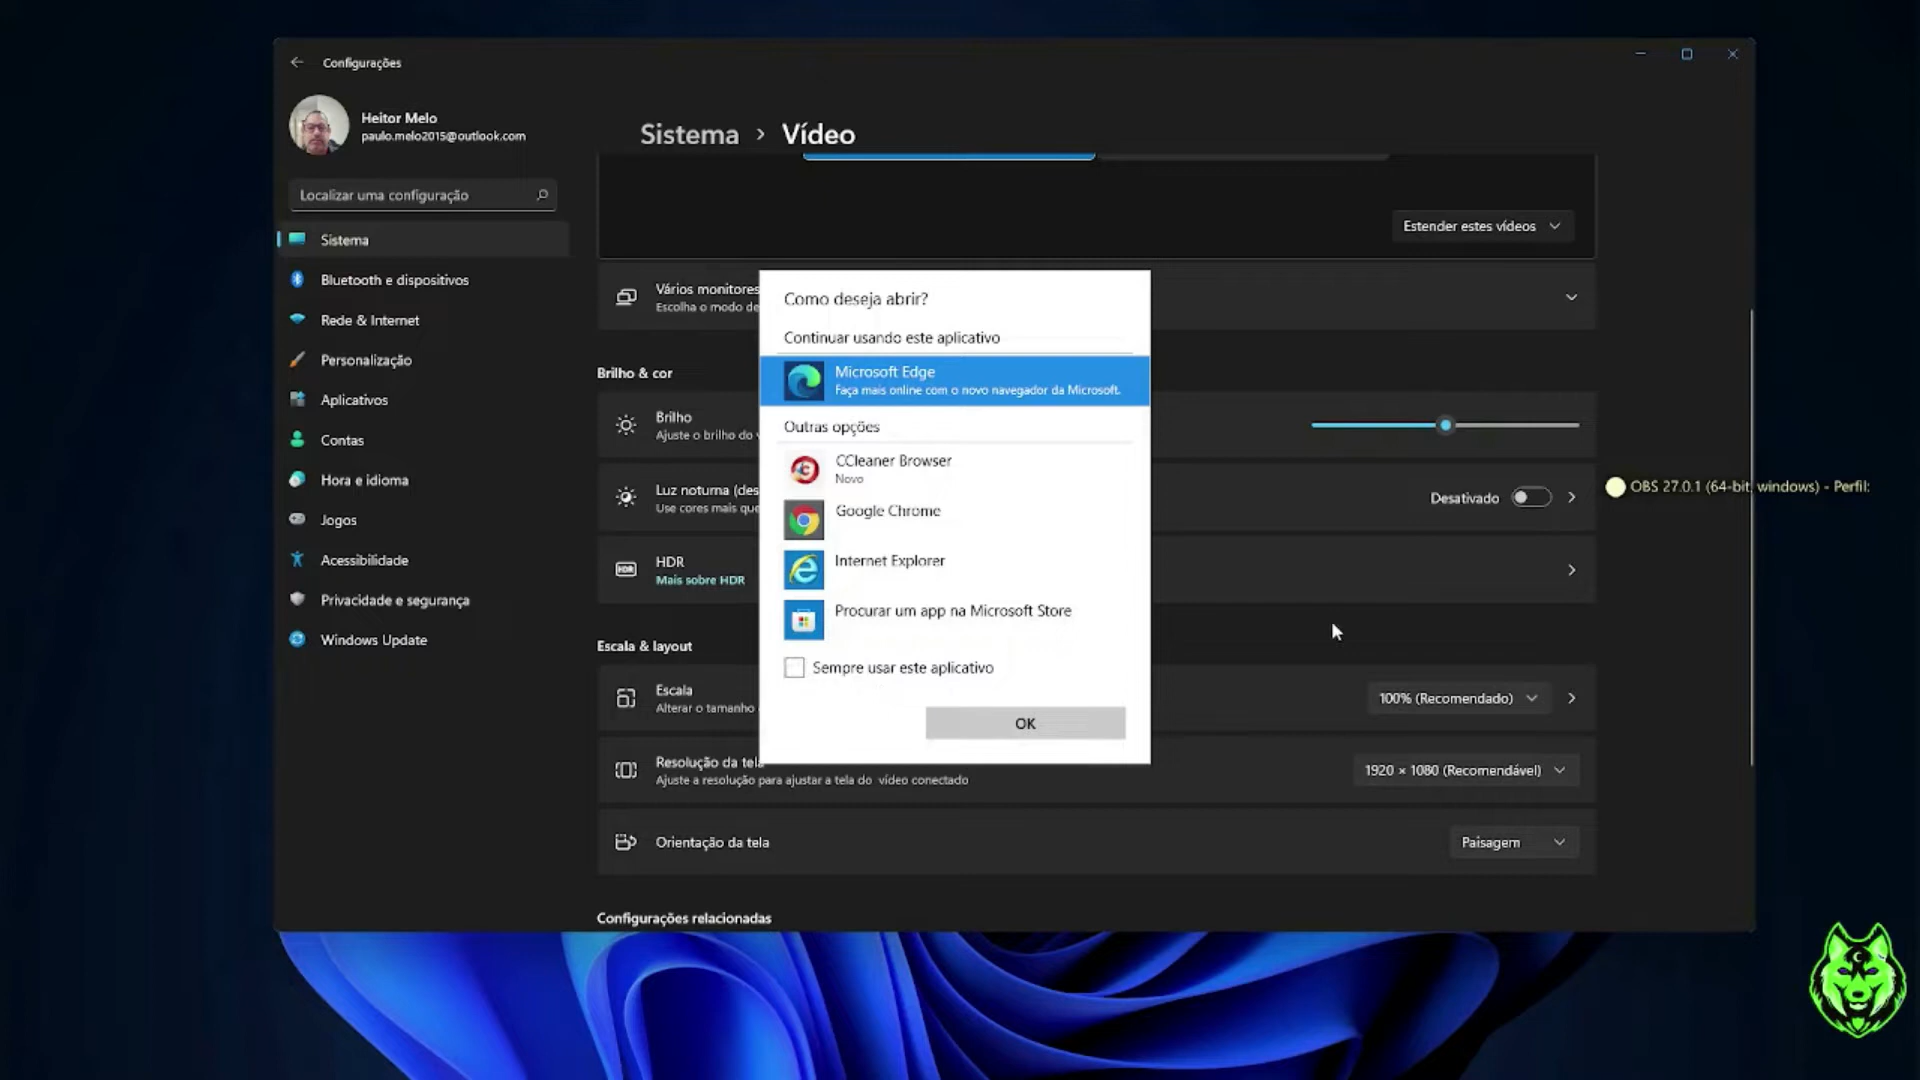 Configurações
Heitor Melo
paulo.melo2015@outlook.com
Localizar uma configuração
Sistema
Bluetooth e dispositivos
Rede & Internet
Personalização
Aplicativos
Contas
Hora e idioma
Jogos
Acessibilidade
Privacidade e segurança
Windows Update
Sistema > Vídeo
Estender estes vídeos
Vários monitores
Escolha o modo de
Brilho & cor
Brilho
Ajuste o brilho do
Luz noturna (des
Use cores mais que
Desativado
HDR
HDR
Mais sobre HDR
Escala & layout
Escala
Alterar o tamanho
100% (Recomendado)
Resolução da tela
Ajuste a resolução para ajustar a tela do vídeo conectado
1920 × 1080 (Recomendável)
Orientação da tela
Paisagem
Configurações relacionadas
Como deseja abrir?
Continuar usando este aplicativo
Microsoft Edge
Faça mais online com o novo navegador da Microsoft.
Outras opções
CCleaner Browser
Novo
Google Chrome
Internet Explorer
Procurar um app na Microsoft Store
Sempre usar este aplicativo
OK
OBS 27.0.1 (64-bit, windows) - Perfil: